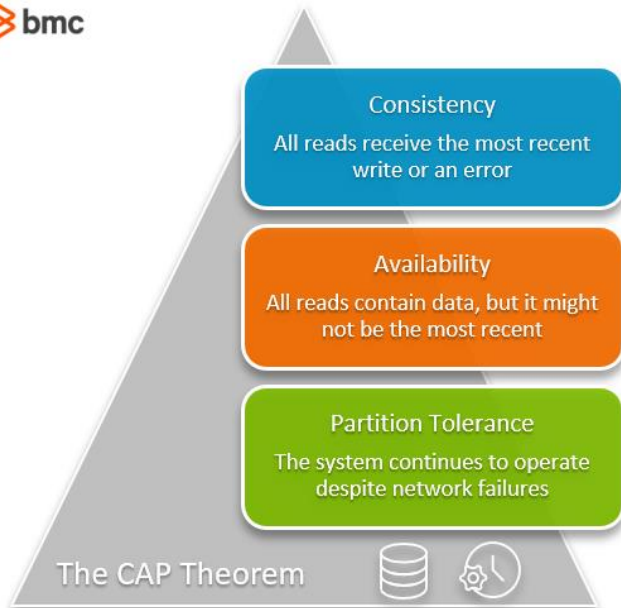 bmc
Consistency
All reads receive the most recent
write or an error
Availability
All reads contain data, but it might
not be the most recent
Partition Tolerance
The system continues to operate
despite network failures
The CAP Theorem